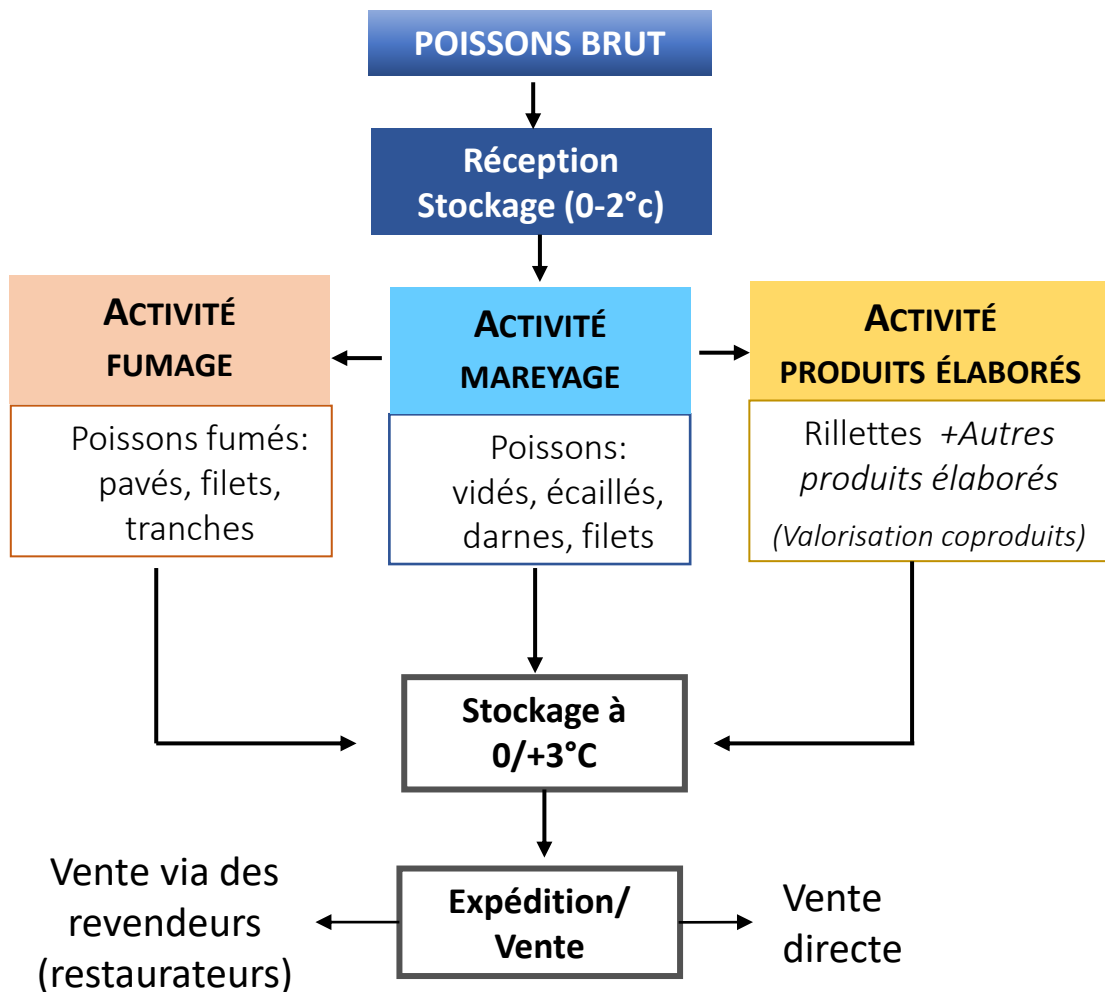 POISSONS BRUT
Réception
Stockage (0-2°c)
ACTIVITÉ
FUMAGE
Poissons fumés:
pavés, filets,
tranches
ACTIVITÉ
MAREYAGE
Poissons:
vidés, écaillés,
darnes, filets
ACTIVITÉ
PRODUITS ÉLABORÉS
Rillettes +Autres
produits élaborés
(Valorisation coproduits)
Stockage à
0/+3°C
Expédition/
Vente
Vente via des
revendeurs
(restaurateurs)
Vente
directe